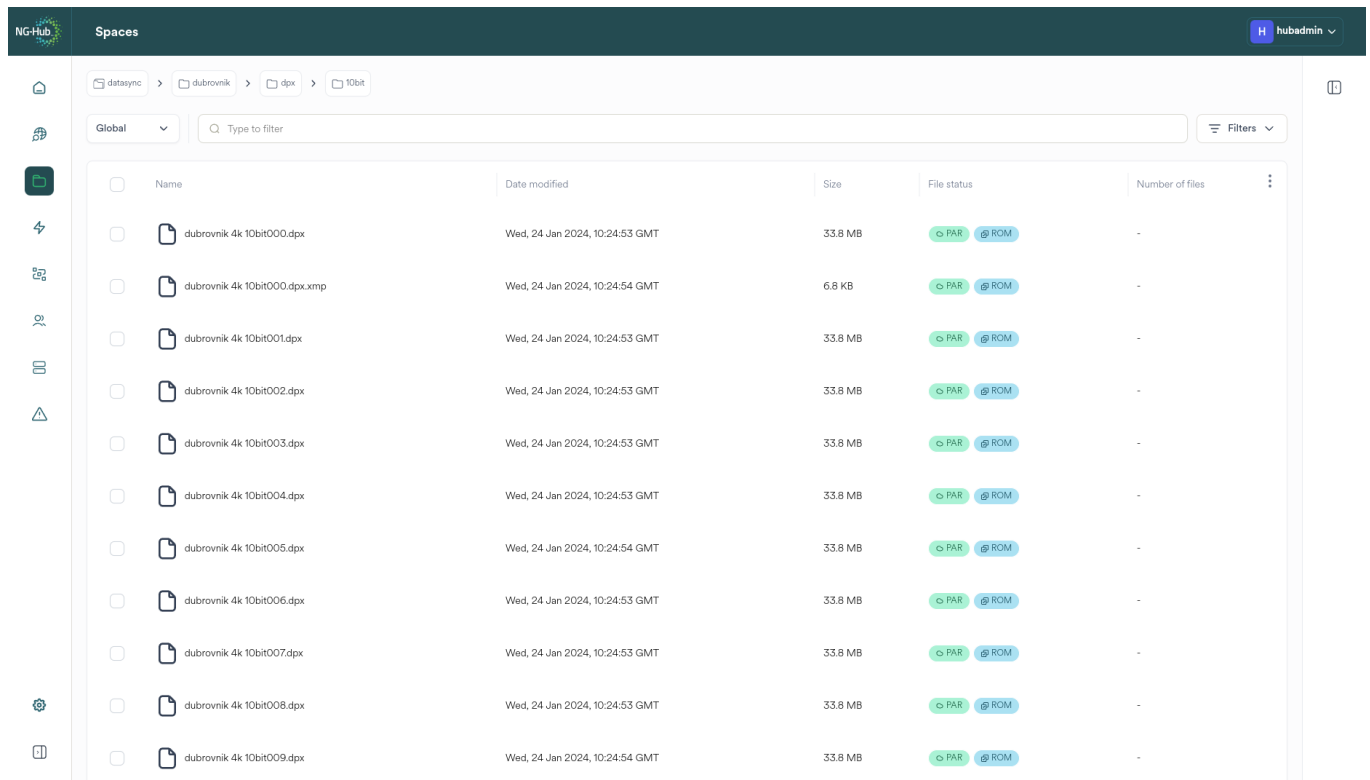 NG-Hub Spaces H hubadmin
datasync > dubrovnik > dpx > 10bit
Global Type to filter Filters
Name Date modified Size File status Number of files
dubrovnik 4k 10bit000.dpx Wed, 24 Jan 2024, 10:24:53 GMT 33.8 MB PAR ROM -
dubrovnik 4k 10bit000.dpx.xmp Wed, 24 Jan 2024, 10:24:54 GMT 6.8 KB PAR ROM -
dubrovnik 4k 10bit001.dpx Wed, 24 Jan 2024, 10:24:53 GMT 33.8 MB PAR ROM -
dubrovnik 4k 10bit002.dpx Wed, 24 Jan 2024, 10:24:53 GMT 33.8 MB PAR ROM -
dubrovnik 4k 10bit003.dpx Wed, 24 Jan 2024, 10:24:53 GMT 33.8 MB PAR ROM -
dubrovnik 4k 10bit004.dpx Wed, 24 Jan 2024, 10:24:53 GMT 33.8 MB PAR ROM -
dubrovnik 4k 10bit005.dpx Wed, 24 Jan 2024, 10:24:54 GMT 33.8 MB PAR ROM -
dubrovnik 4k 10bit006.dpx Wed, 24 Jan 2024, 10:24:53 GMT 33.8 MB PAR ROM -
dubrovnik 4k 10bit007.dpx Wed, 24 Jan 2024, 10:24:53 GMT 33.8 MB PAR ROM -
dubrovnik 4k 10bit008.dpx Wed, 24 Jan 2024, 10:24:53 GMT 33.8 MB PAR ROM -
dubrovnik 4k 10bit009.dpx Wed, 24 Jan 2024, 10:24:54 GMT 33.8 MB PAR ROM -